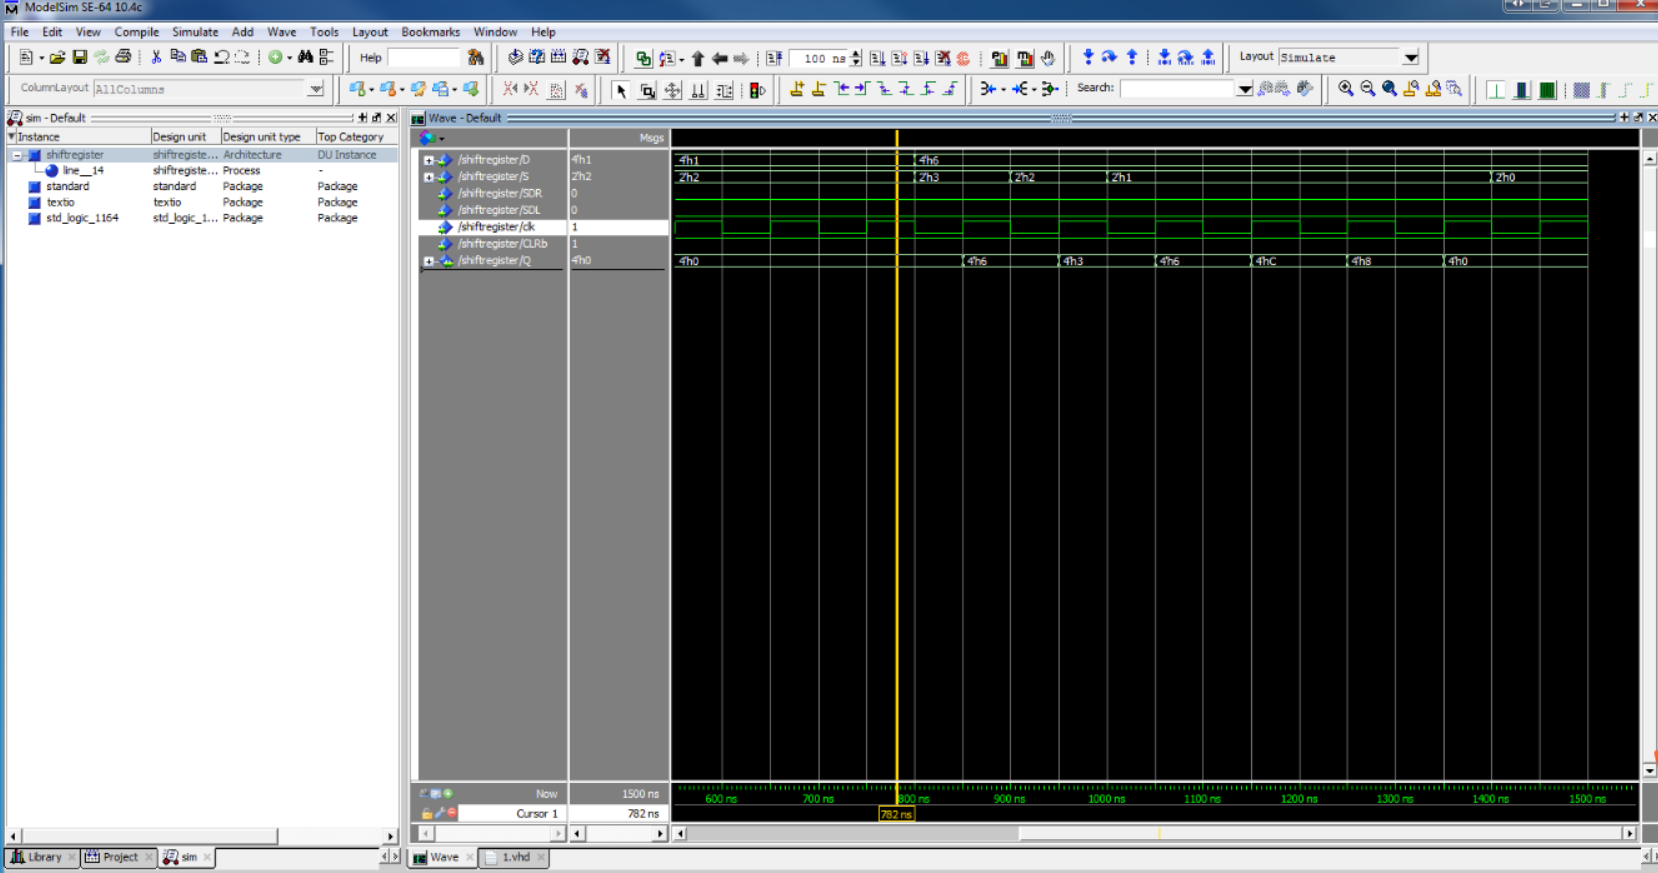 ModelSim SE-64 10.4c
File Edit View Compile Simulate Add Wave Tools Layout Bookmarks Window Help
Help 100 ns Layout Simulate
ColumnLayout AllColumns Search:
sim - Default
Instance Design unit Design unit type Top Category
shiftregister shiftregiste... Architecture DU Instance
line__14 shiftregiste... Process -
standard standard Package Package
textio textio Package Package
std_logic_1164 std_logic_1... Package Package
Wave - Default
Msgs
/shiftregister/D 4'h1 4'h1 4'h6
/shiftregister/S 2'h2 2'h2 2'h3 2'h2 2'h1 2'h0
/shiftregister/SDR 0
/shiftregister/SDL 0
/shiftregister/clk 1
/shiftregister/CLRb 1
/shiftregister/Q 4'h0 4'h0 4'h6 4'h3 4'h6 4'hC 4'h8 4'h0
Now 1500 ns 600 ns 700 ns 800 ns 900 ns 1000 ns 1100 ns 1200 ns 1300 ns 1400 ns 1500 ns
Cursor 1 782 ns 782 ns
Library Project sim Wave 1.vhd